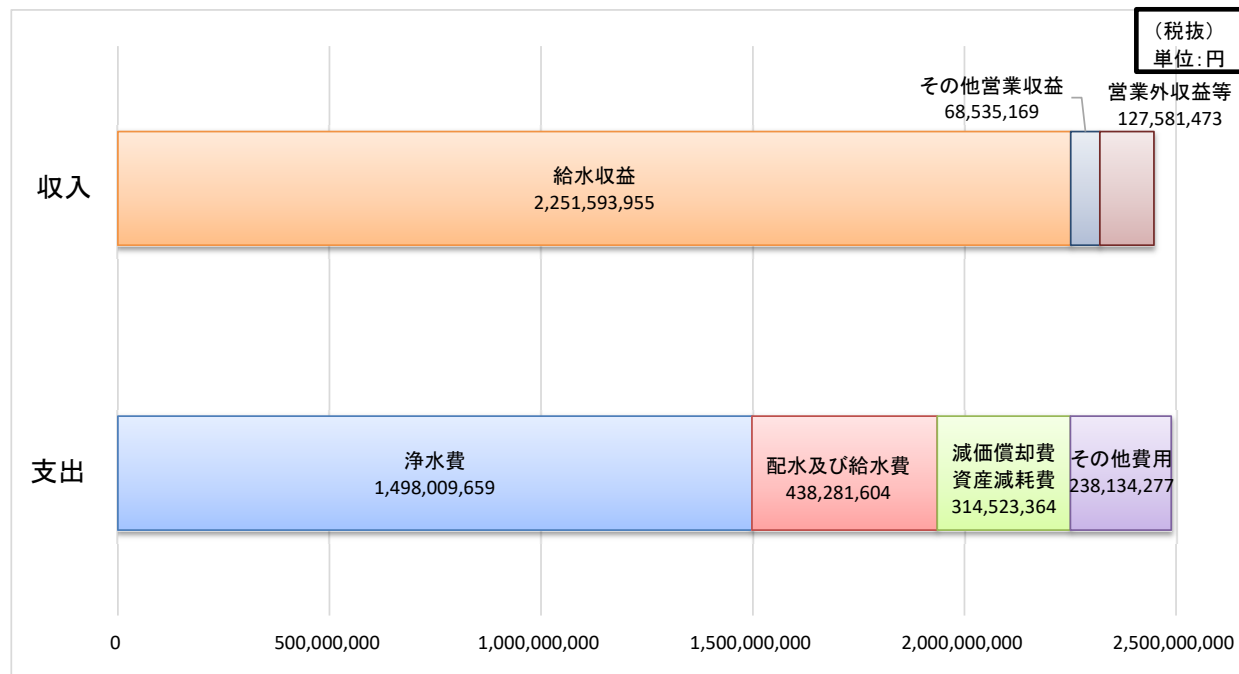 (税抜)
単位:円
その他営業収益
68,535,169
営業外収益等
127,581,473
収入
給水収益
2,251,593,955
支出
浄水費
1,498,009,659
配水及び給水費
438,281,604
減価償却費
資産減耗費
314,523,364
その他費用
238,134,277
0
500,000,000
1,000,000,000
1,500,000,000
2,000,000,000
2,500,000,000